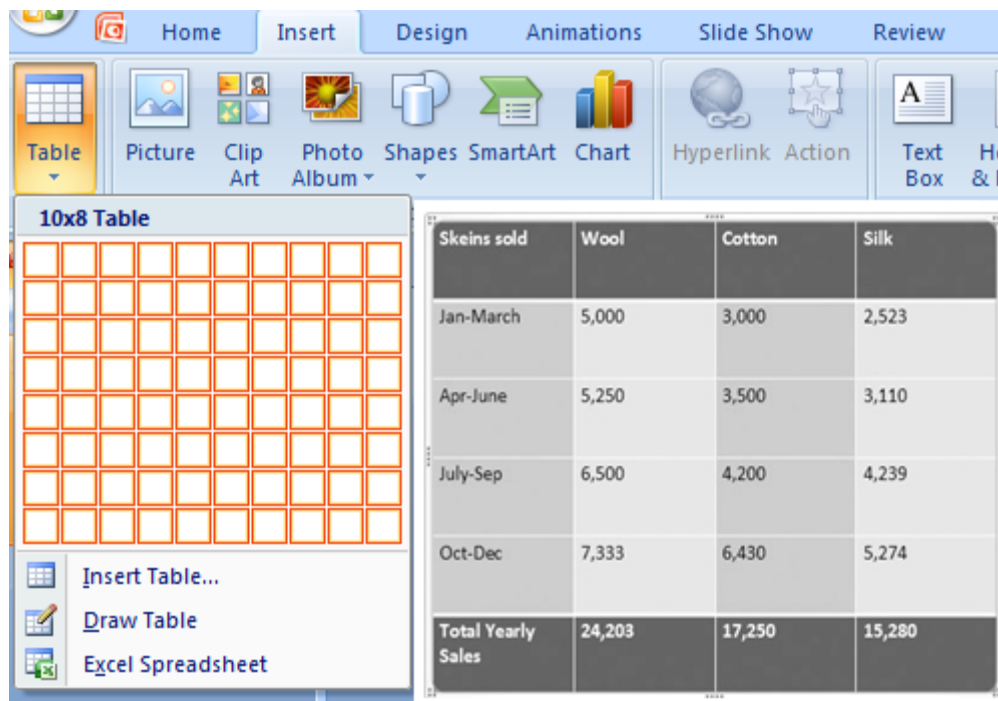 Home Insert Design Animations Slide Show Review
Table Picture Clip Art Photo Album Shapes SmartArt Chart Hyperlink Action Text Box
10x8 Table
Insert Table...
Draw Table
Excel Spreadsheet
Skeins sold Wool Cotton Silk
Jan-March 5,000 3,000 2,523
Apr-June 5,250 3,500 3,110
July-Sep 6,500 4,200 4,239
Oct-Dec 7,333 6,430 5,274
Total Yearly 24,203 17,250 15,280
Sales